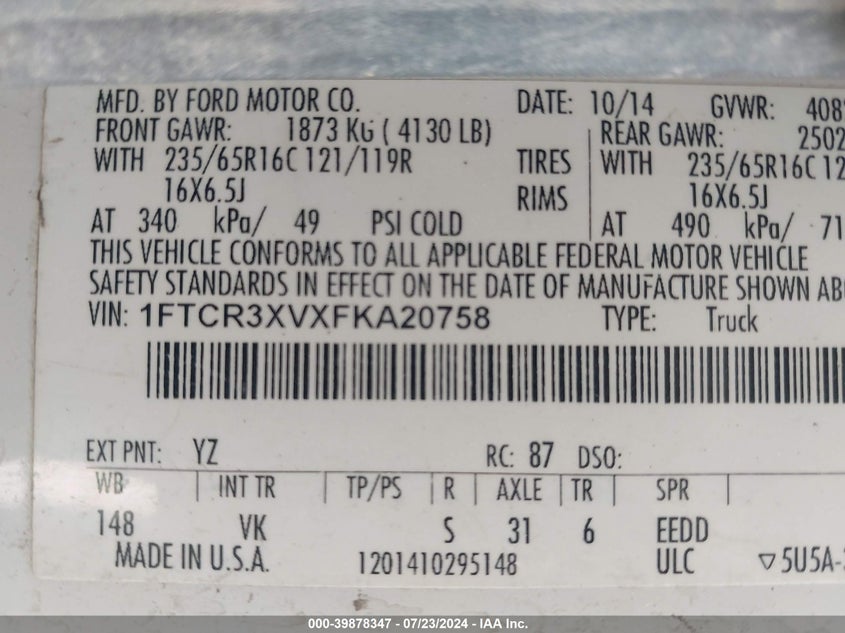 MFD. BY FORD MOTOR CO. DATE: 10/14 GVWR:
FRONT GAWR: 1873 KG ( 4130 LB) REAR GAWR: 2502
WITH 235/65R16C 121/119R TIRES WITH 235/65R16C
16X6.5J RIMS 16X6.5J
AT 340 kPa/ 49 PSI COLD AT 490 kPa/ 71
THIS VEHICLE CONFORMS TO ALL APPLICABLE FEDERAL MOTOR VEHICLE
SAFETY STANDARDS IN EFFECT ON THE DATE OF MANUFACTURE SHOWN
VIN: 1FTCR3XVXFKA20758 TYPE: Truck
EXT PNT: YZ RC: 87 DSO:
WB INT TR TP/PS R AXLE TR SPR
148 VK S 31 6 EEDD
MADE IN U.S.A. 1201410295148 ULC ▽5U5A-
000-39878347 - 07/23/2024 - IAA Inc.